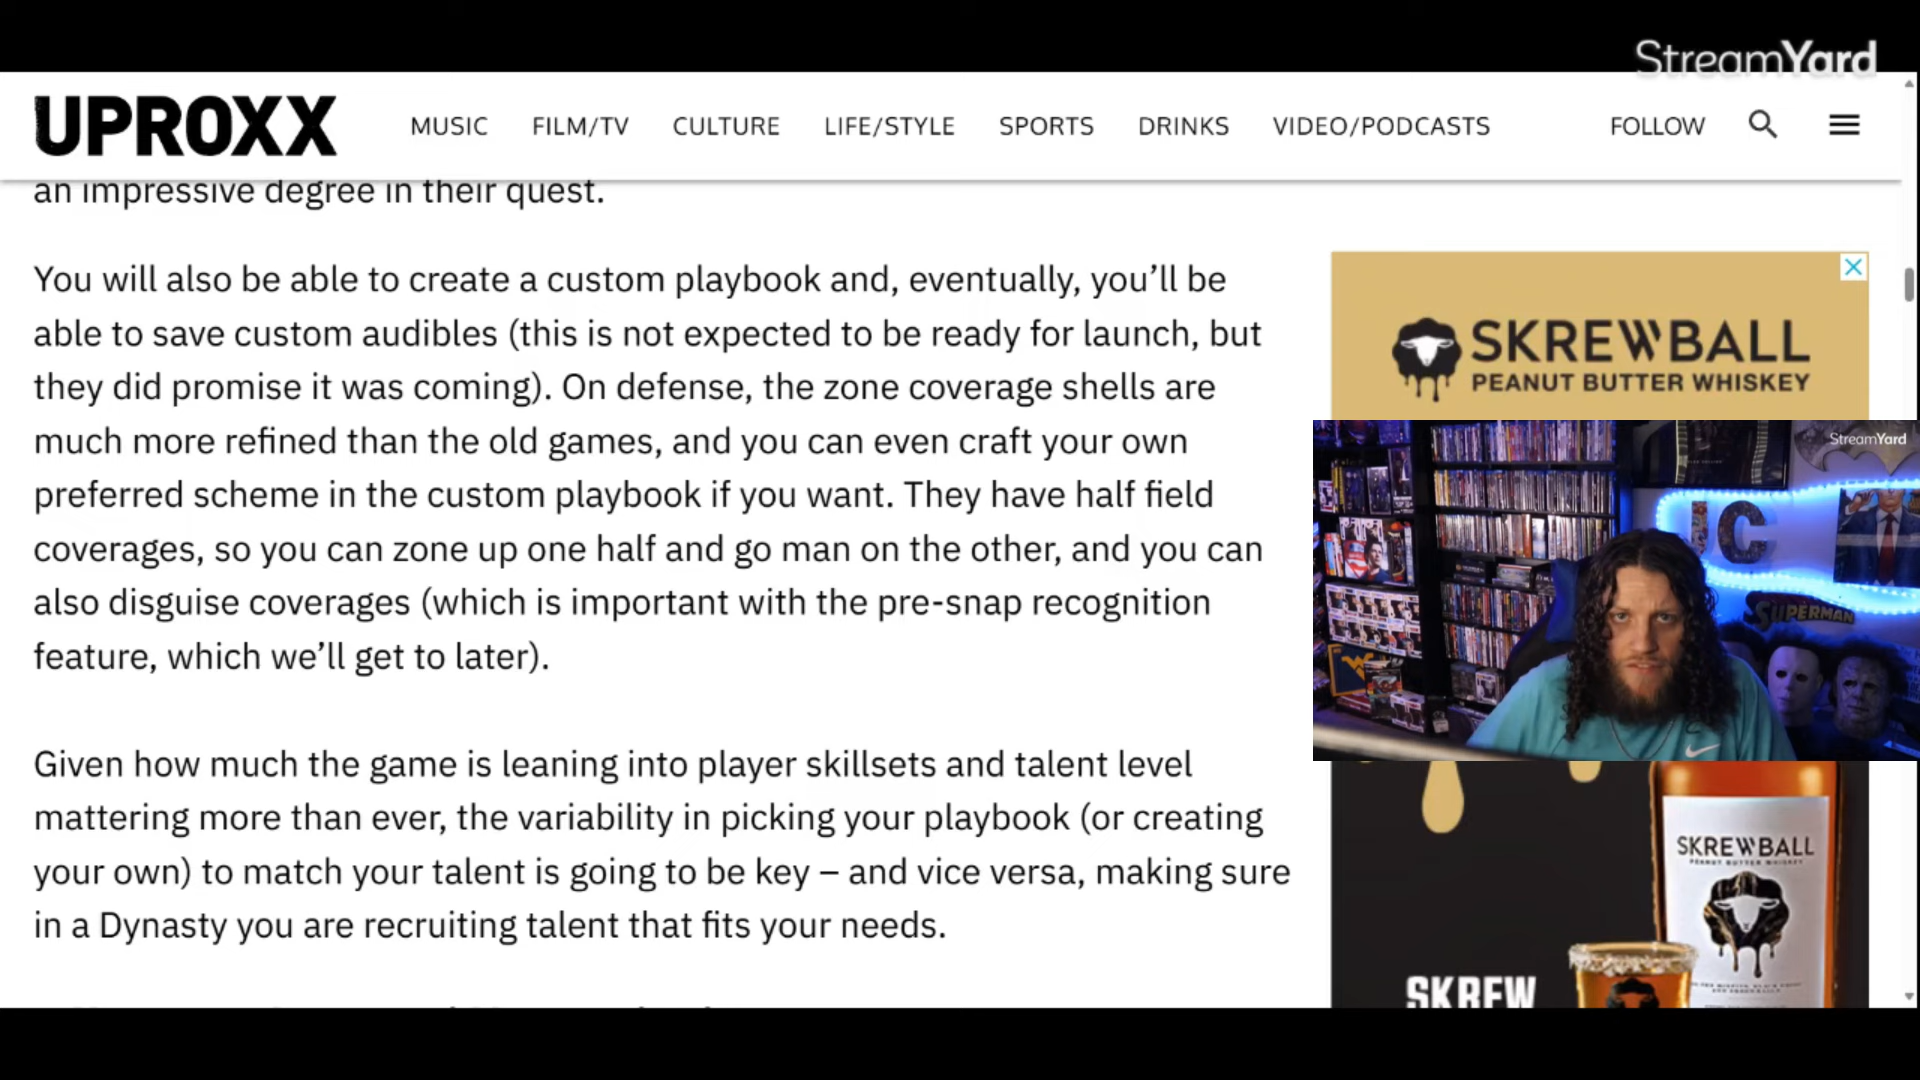 StreamYard
UPROXX
MUSIC FILM/TV CULTURE LIFE/STYLE SPORTS DRINKS VIDEO/PODCASTS FOLLOW
an impressive degree in their quest.
You will also be able to create a custom playbook and, eventually, you’ll be
able to save custom audibles (this is not expected to be ready for launch, but
they did promise it was coming). On defense, the zone coverage shells are
much more refined than the old games, and you can even craft your own
preferred scheme in the custom playbook if you want. They have half field
coverages, so you can zone up one half and go man on the other, and you can
also disguise coverages (which is important with the pre-snap recognition
feature, which we’ll get to later).
Given how much the game is leaning into player skillsets and talent level
mattering more than ever, the variability in picking your playbook (or creating
your own) to match your talent is going to be key – and vice versa, making sure
in a Dynasty you are recruiting talent that fits your needs.
SKREWBALL
PEANUT BUTTER WHISKEY
StreamYard
JC
SUPERMAN
SKREWBALL
PEANUT BUTTER WHISKEY
SKREW